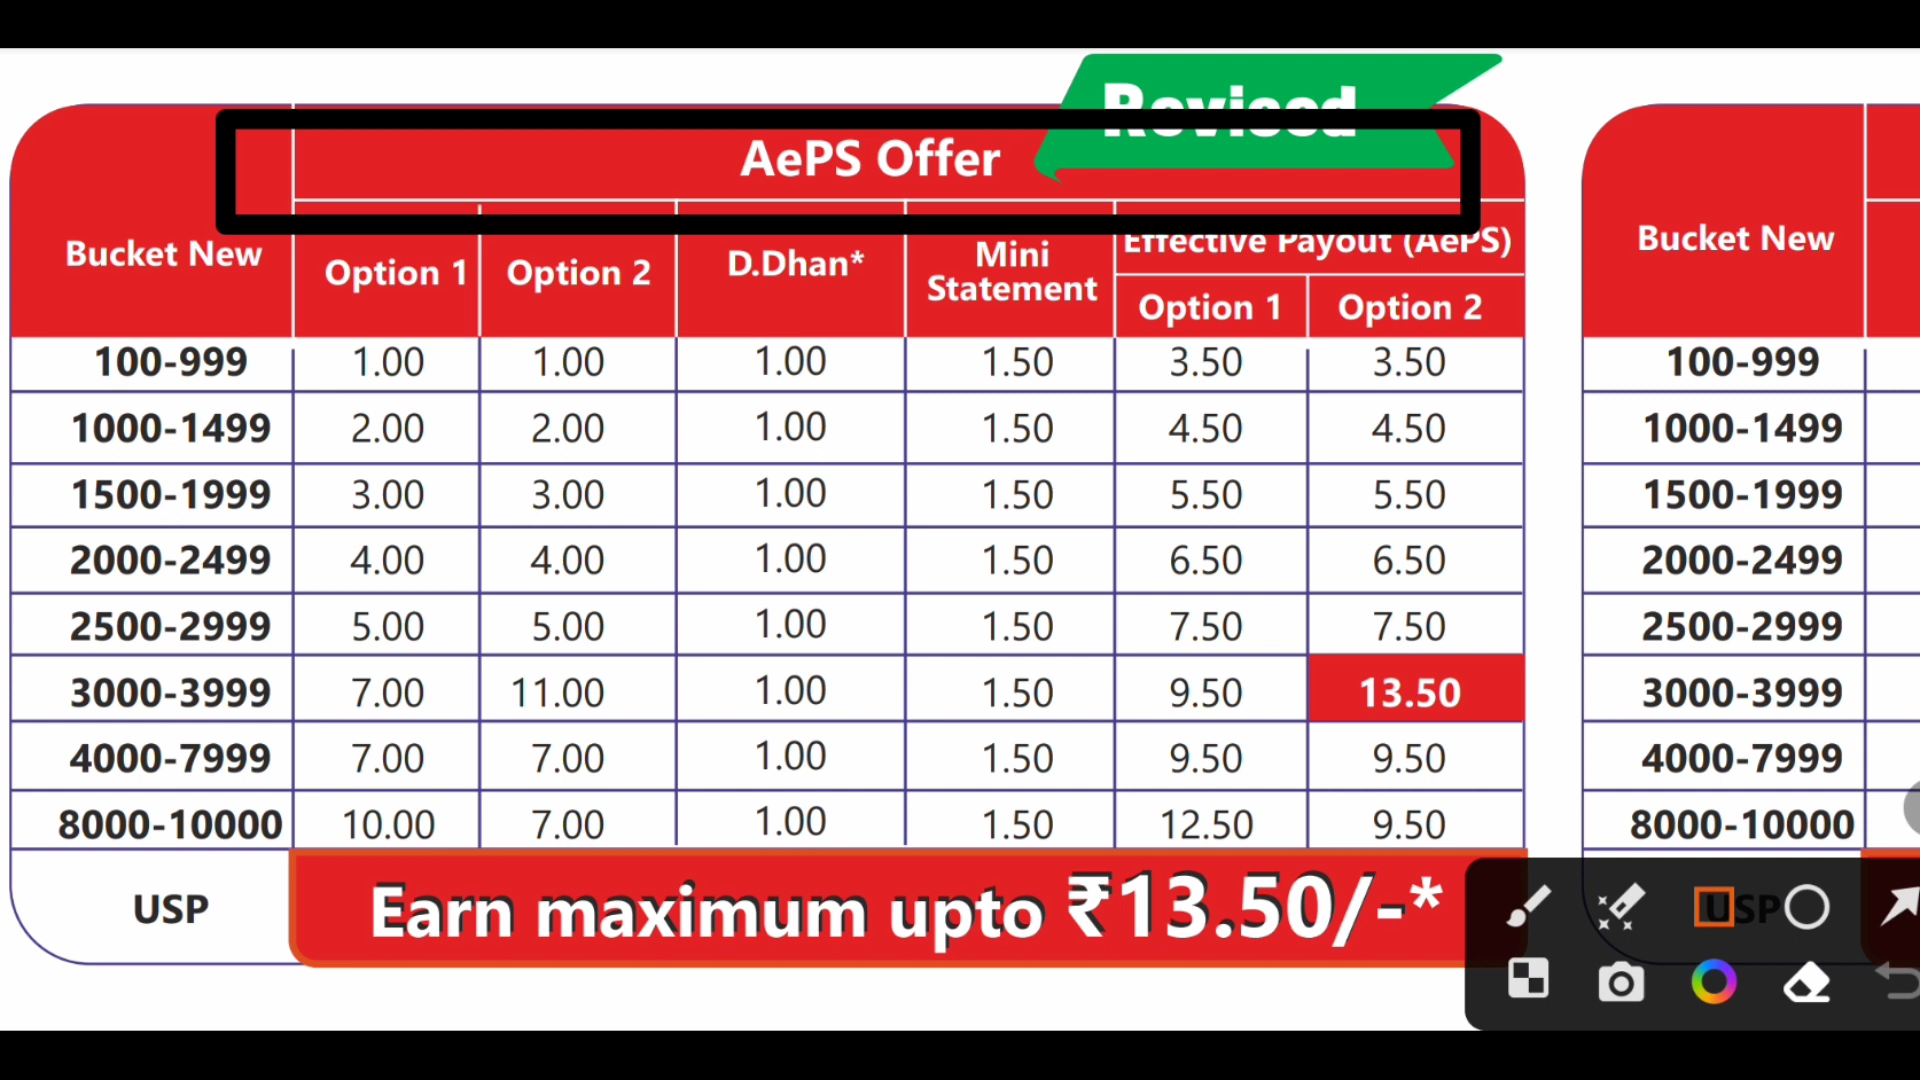 Revised
AePS Offer
Bucket New Option 1 Option 2 D.Dhan* Mini Statement Effective Payout (AePS)
Option 1 Option 2
100-999 1.00 1.00 1.00 1.50 3.50 3.50
1000-1499 2.00 2.00 1.00 1.50 4.50 4.50
1500-1999 3.00 3.00 1.00 1.50 5.50 5.50
2000-2499 4.00 4.00 1.00 1.50 6.50 6.50
2500-2999 5.00 5.00 1.00 1.50 7.50 7.50
3000-3999 7.00 11.00 1.00 1.50 9.50 13.50
4000-7999 7.00 7.00 1.00 1.50 9.50 9.50
8000-10000 10.00 7.00 1.00 1.50 12.50 9.50
USP Earn maximum upto ₹13.50/-*
Bucket New
100-999
1000-1499
1500-1999
2000-2499
2500-2999
3000-3999
4000-7999
8000-10000
USP